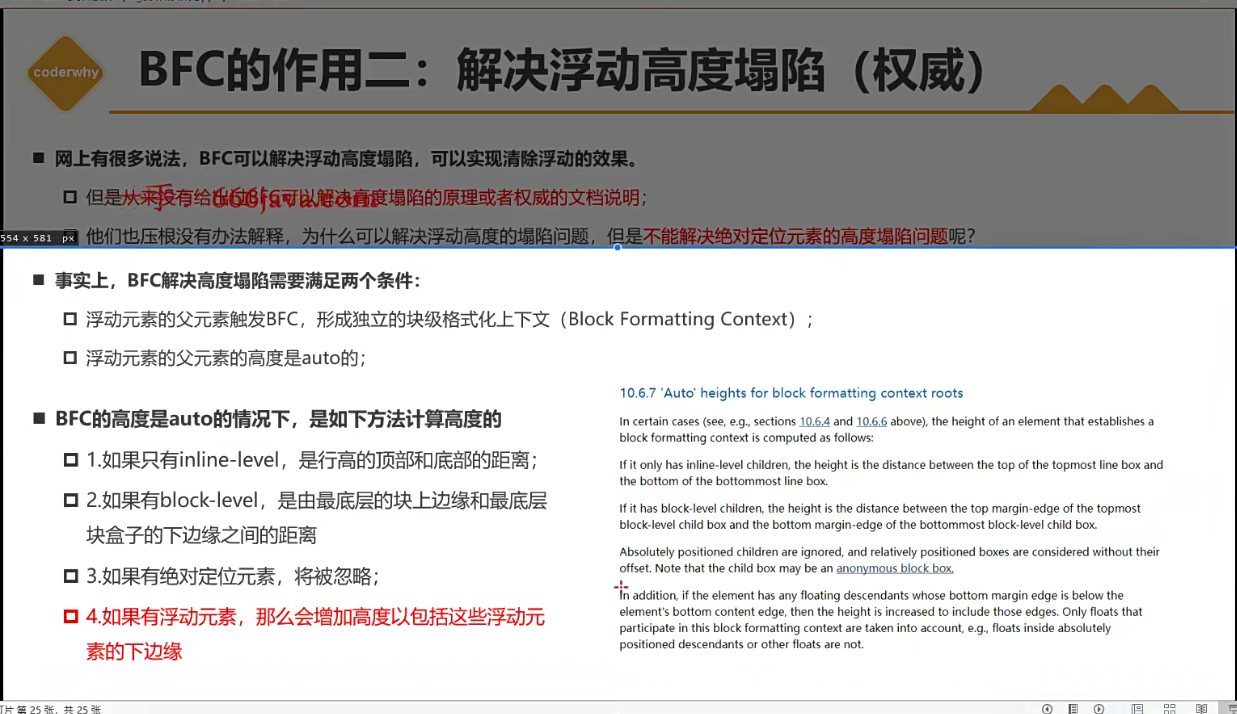 coderwhy
BFC的作用二：解决浮动高度塌陷（权威）
■ 网上有很多说法，BFC可以解决浮动高度塌陷，可以实现清除浮动的效果。
但是从来没有给出过BFC可以解决高度塌陷的原理或者权威的文档说明；
一手：666java.com
554 x 581 px
他们也压根没有办法解释，为什么可以解决浮动高度的塌陷问题，但是不能解决绝对定位元素的高度塌陷问题呢？
■ 事实上，BFC解决高度塌陷需要满足两个条件：
浮动元素的父元素触发BFC，形成独立的块级格式化上下文（Block Formatting Context）；
浮动元素的父元素的高度是auto的；
■ BFC的高度是auto的情况下，是如下方法计算高度的
1.如果只有inline-level，是行高的顶部和底部的距离；
2.如果有block-level，是由最底层的块上边缘和最底层
块盒子的下边缘之间的距离
3.如果有绝对定位元素，将被忽略；
4.如果有浮动元素，那么会增加高度以包括这些浮动元
素的下边缘
10.6.7 'Auto' heights for block formatting context roots
In certain cases (see, e.g., sections 10.6.4 and 10.6.6 above), the height of an element that establishes a
block formatting context is computed as follows:
If it only has inline-level children, the height is the distance between the top of the topmost line box and
the bottom of the bottommost line box.
If it has block-level children, the height is the distance between the top margin-edge of the topmost
block-level child box and the bottom margin-edge of the bottommost block-level child box.
Absolutely positioned children are ignored, and relatively positioned boxes are considered without their
offset. Note that the child box may be an anonymous block box.
In addition, if the element has any floating descendants whose bottom margin edge is below the
element's bottom content edge, then the height is increased to include those edges. Only floats that
participate in this block formatting context are taken into account, e.g., floats inside absolutely
positioned descendants or other floats are not.
灯片 第 25 张，共 25 张